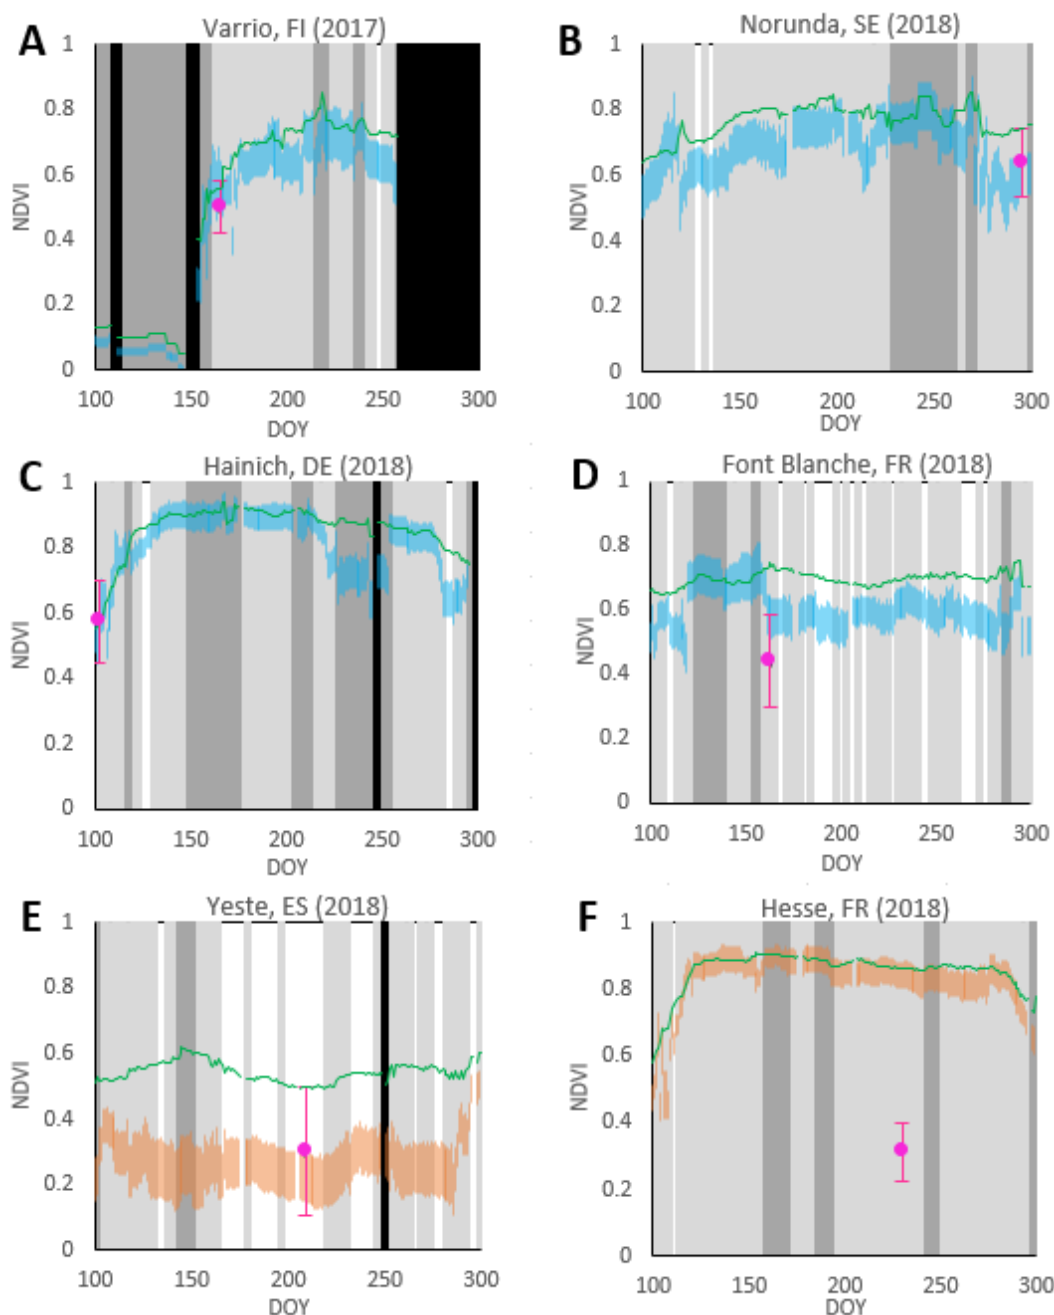 A
Varrio, FI (2017)
1
0.8
0.6
0.4
0.2
0
NDVI
100
150
200
250
300
DOY
B
Norunda, SE (2018)
1
0.8
0.6
0.4
0.2
0
NDVI
100
150
200
250
300
DOY
C
Hainich, DE (2018)
1
0.8
0.6
0.4
0.2
0
NDVI
100
150
200
250
300
DOY
D
Font Blanche, FR (2018)
1
0.8
0.6
0.4
0.2
0
NDVI
100
150
200
250
300
DOY
E
Yeste, ES (2018)
1
0.8
0.6
0.4
0.2
0
NDVI
100
150
200
250
300
DOY
F
Hesse, FR (2018)
1
0.8
0.6
0.4
0.2
0
NDVI
100
150
200
250
300
DOY